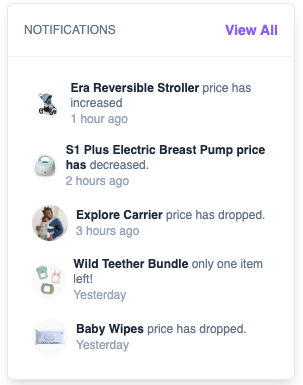 NOTIFICATIONS
View All
Era Reversible Stroller price has
increased
1 hour ago
S1 Plus Electric Breast Pump price
has decreased.
2 hours ago
Explore Carrier price has dropped.
3 hours ago
Wild Teether Bundle only one item
left!
Yesterday
Baby Wipes price has dropped.
Yesterday